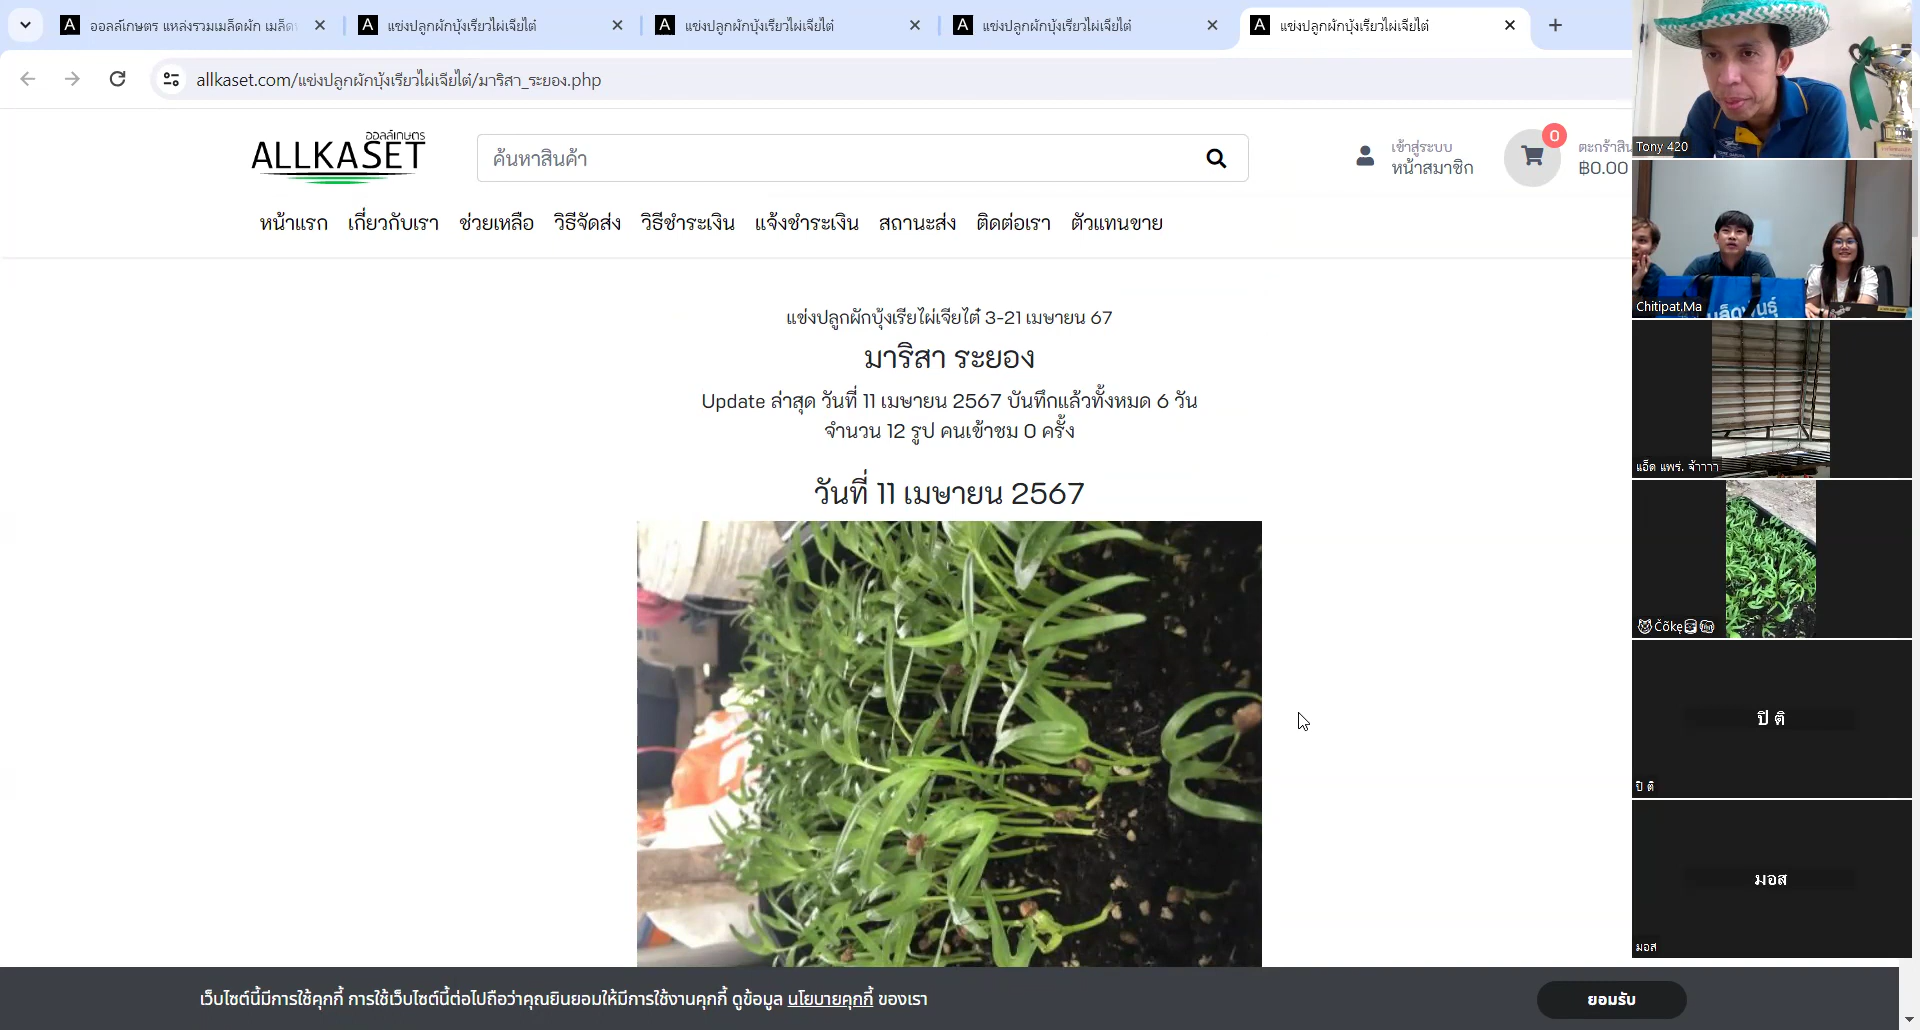 ออลล์เกษตร แหล่งรวมเมล็ดผัก เมล็ด
แข่งปลูกผักบุ้งเรียวไผ่เจียไต๋
แข่งปลูกผักบุ้งเรียวไผ่เจียไต๋
แข่งปลูกผักบุ้งเรียวไผ่เจียไต๋
แข่งปลูกผักบุ้งเรียวไผ่เจียไต๋
allkaset.com/แข่งปลูกผักบุ้งเรียวไผ่เจียไต๋/มาริสา_ระยอง.php
ออลล์เกษตร
ALLKASET
ค้นหาสินค้า
เข้าสู่ระบบ
หน้าสมาชิก
0
ตะกร้าสิน
฿0.00
หน้าแรก เกี่ยวกับเรา ช่วยเหลือ วิธีจัดส่ง วิธีชำระเงิน แจ้งชำระเงิน สถานะส่ง ติดต่อเรา ตัวแทนขาย
แข่งปลูกผักบุ้งเรียไผ่เจียไต๋ 3-21 เมษายน 67
มาริสา ระยอง
Update ล่าสุด วันที่ 11 เมษายน 2567 บันทึกแล้วทั้งหมด 6 วัน
จำนวน 12 รูป คนเข้าชม 0 ครั้ง
วันที่ 11 เมษายน 2567
Tony 420
Chitipat.Ma
แอ๊ด แพร่. จ้าาาา
Čõkę
ปิ ติ
ปิ ติ
มอส
มอส
เว็บไซต์นี้มีการใช้คุกกี้ การใช้เว็บไซต์นี้ต่อไปถือว่าคุณยินยอมให้มีการใช้งานคุกกี้ ดูข้อมูล นโยบายคุกกี้ ของเรา
ยอมรับ